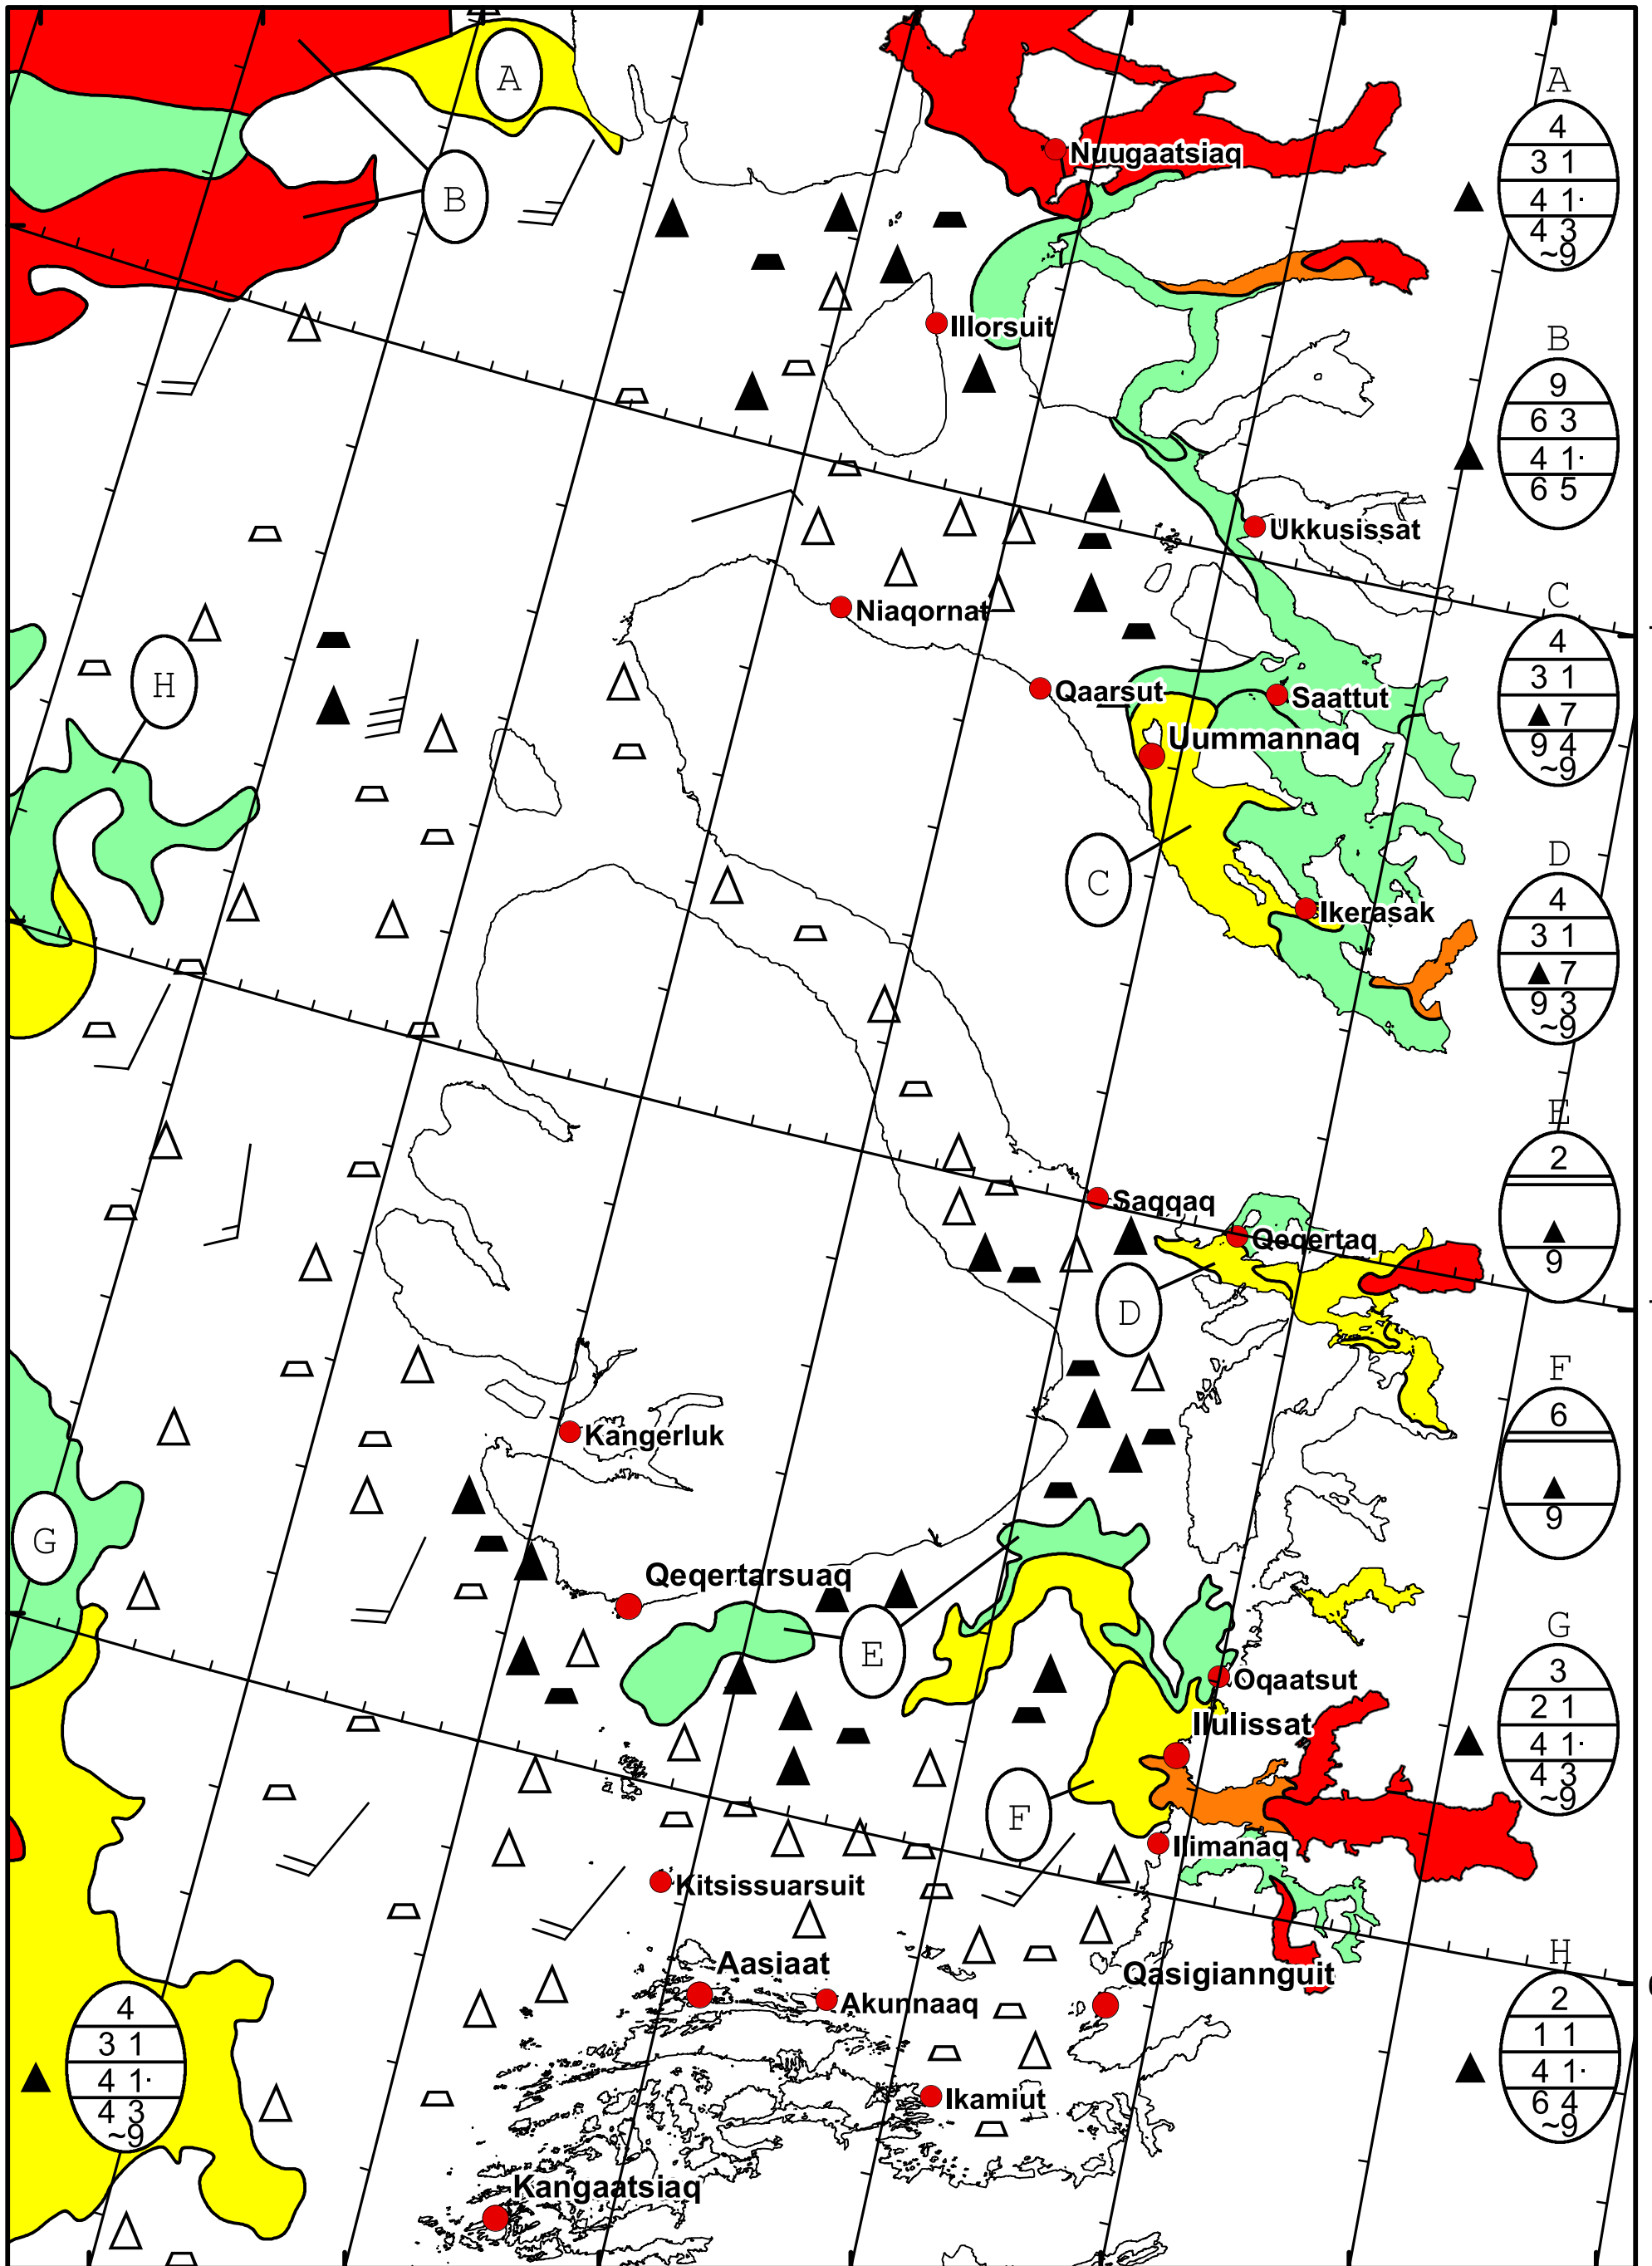 A
A
4
Nuugaatsiaq
3 1
B
4 1·
4 3
~9
Illorsuit
B
9
6 3
4 1·
6 5
Ukkusissat
C
Niaqornat
4
H
3 1
Qaarsut
Saattut
7
Uummannaq
9 4
~9
C
D
4
Ikerasak
3 1
7
9 3
~9
E
2
Saqqaq
Qeqertaq
9
D
F
6
Kangerluk
9
G
Qeqertarsuaq
G
E
3
Oqaatsut
2 1
Ilulissat
4 1·
4 3
~9
F
Ilimanaq
Kitsissuarsuit
H
Aasiaat
Qasigiannguit
2
Akunnaaq
4
1 1
3 1
4 1·
4 1·
Ikamiut
6 4
4 3
~9
~9
Kangaatsiaq